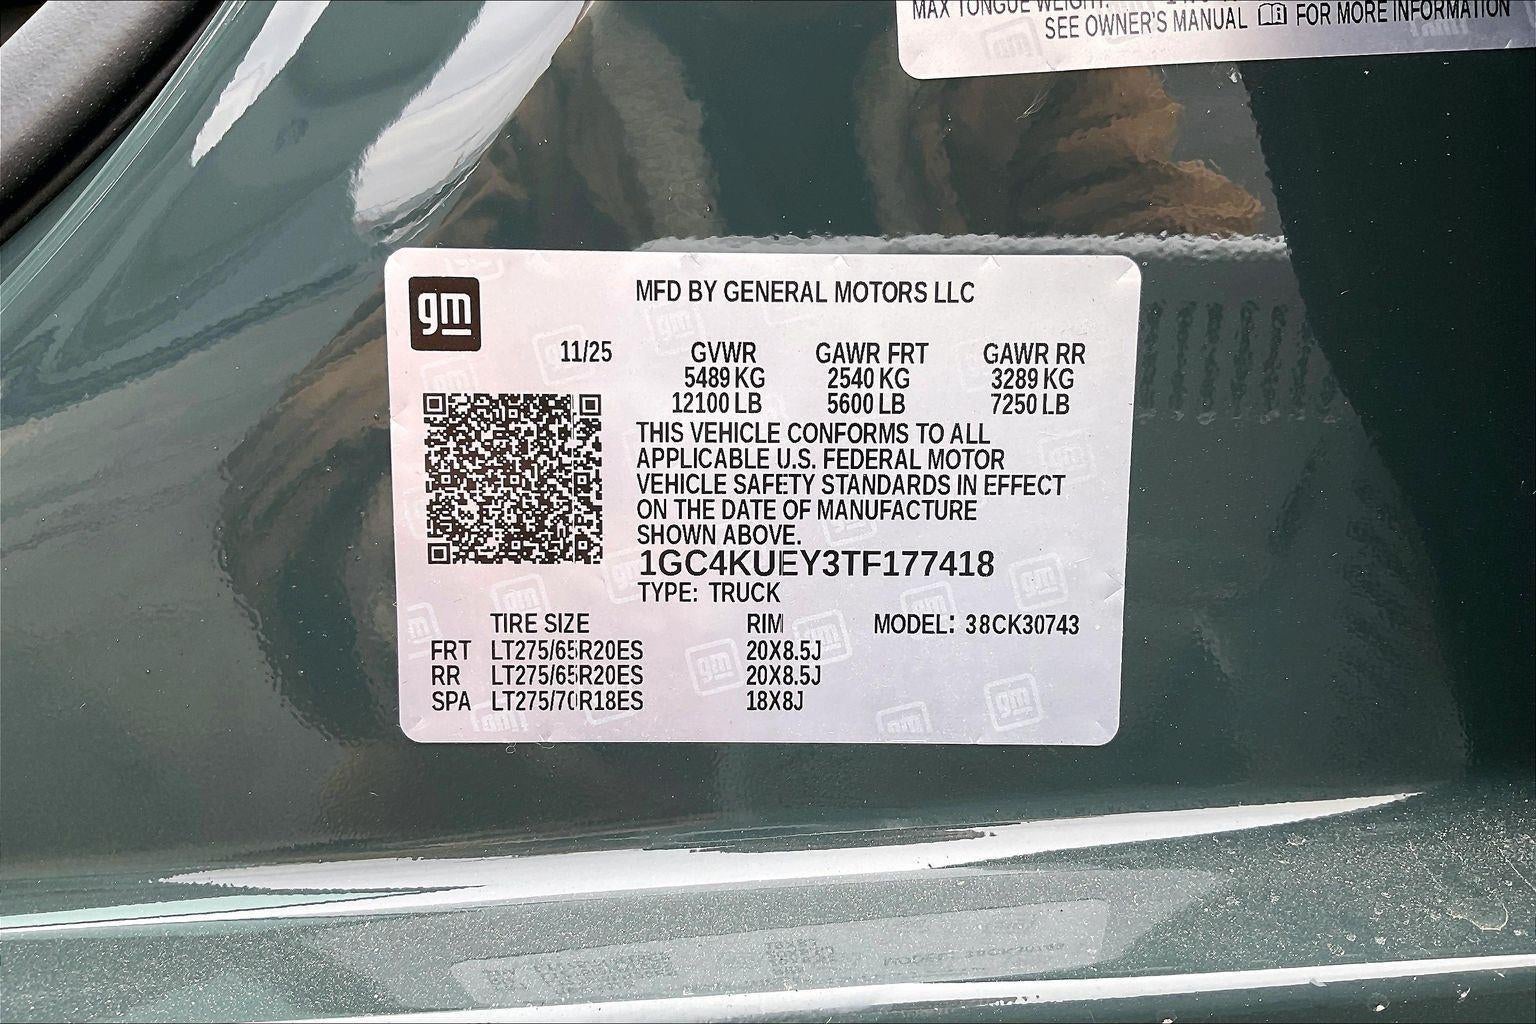 MAX TONGUE WEIGHT:
SEE OWNER'S MANUAL FOR MORE INFORMATION
gm
MFD BY GENERAL MOTORS LLC
11/25 GVWR GAWR FRT GAWR RR
5489 KG 2540 KG 3289 KG
12100 LB 5600 LB 7250 LB
THIS VEHICLE CONFORMS TO ALL
APPLICABLE U.S. FEDERAL MOTOR
VEHICLE SAFETY STANDARDS IN EFFECT
ON THE DATE OF MANUFACTURE
SHOWN ABOVE.
1GC4KUEY3TF177418
TYPE: TRUCK
TIRE SIZE RIM MODEL: 38CK30743
FRT LT275/65R20ES 20X8.5J
RR LT275/65R20ES 20X8.5J
SPA LT275/70R18ES 18X8J